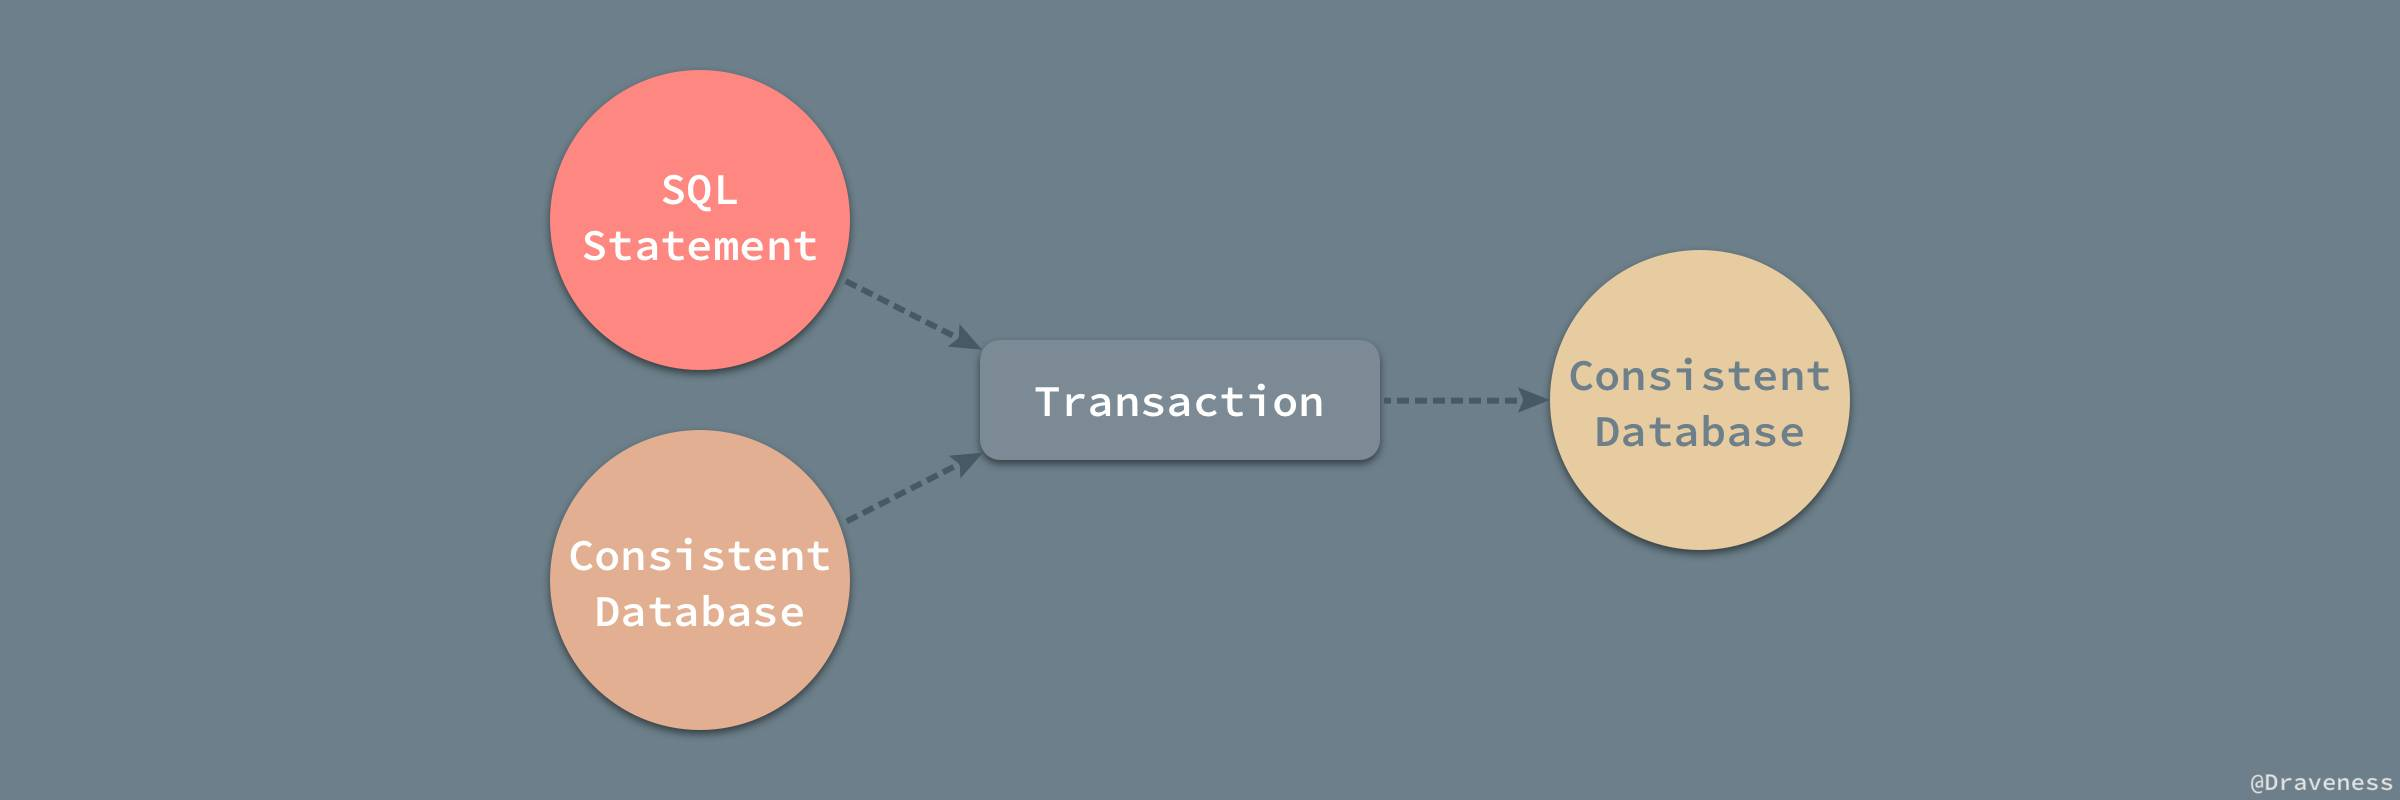 SQL
Statement
Transaction
Consistent
Database
Consistent
Database
@Draveness